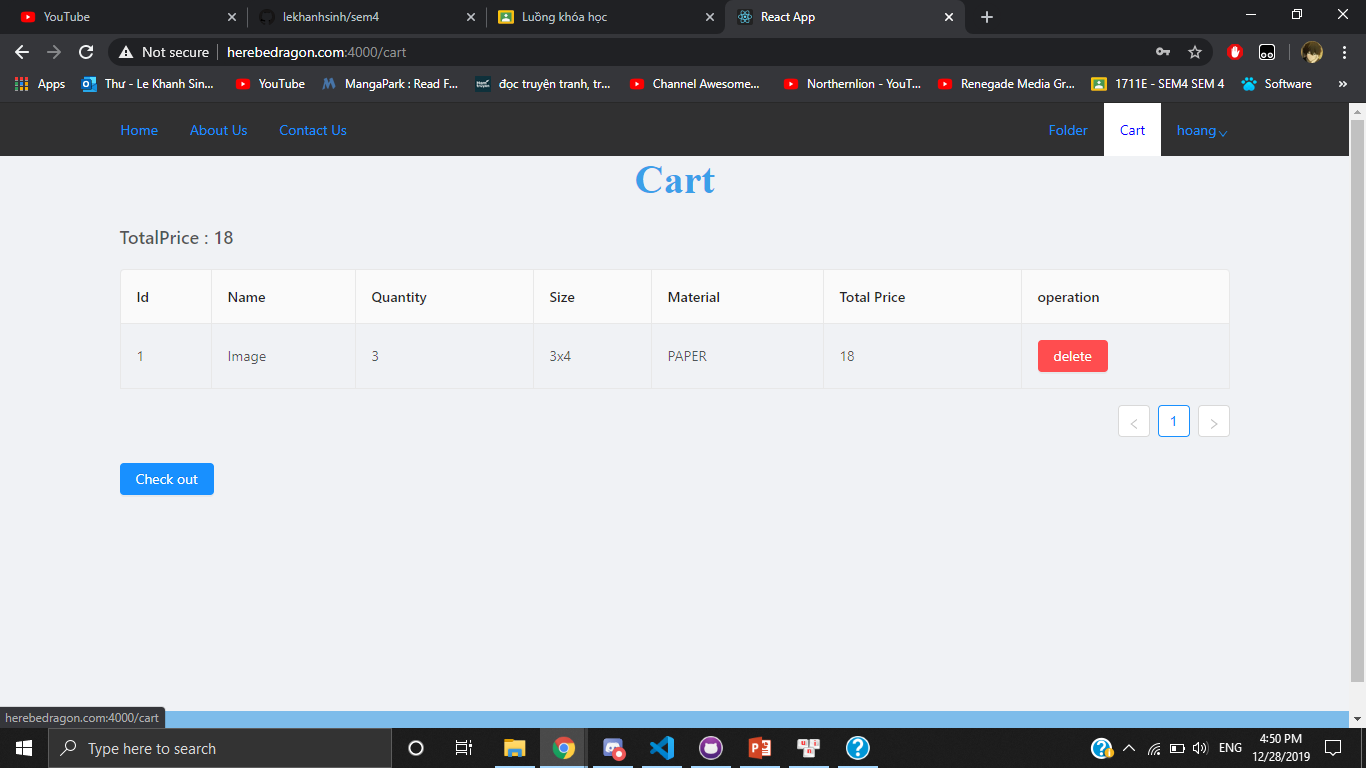 YouTube
lekhanhsinh/sem4
Luồng khóa học
React App
Not secure
herebedragon.com:4000/cart
Apps
Thư - Le Khanh Sin...
YouTube
MangaPark : Read F...
đọc truyện tranh, tr...
Channel Awesome...
Northernlion - YouT...
Renegade Media Gr...
1711E - SEM4 SEM 4
Software
»
Home About Us Contact Us Folder Cart hoang
Cart
TotalPrice : 18
Id Name Quantity Size Material Total Price operation
1 Image 3 3x4 PAPER 18 delete
< 1 >
Check out
herebedragon.com:4000/cart
Type here to search
ENG
4:50 PM
12/28/2019